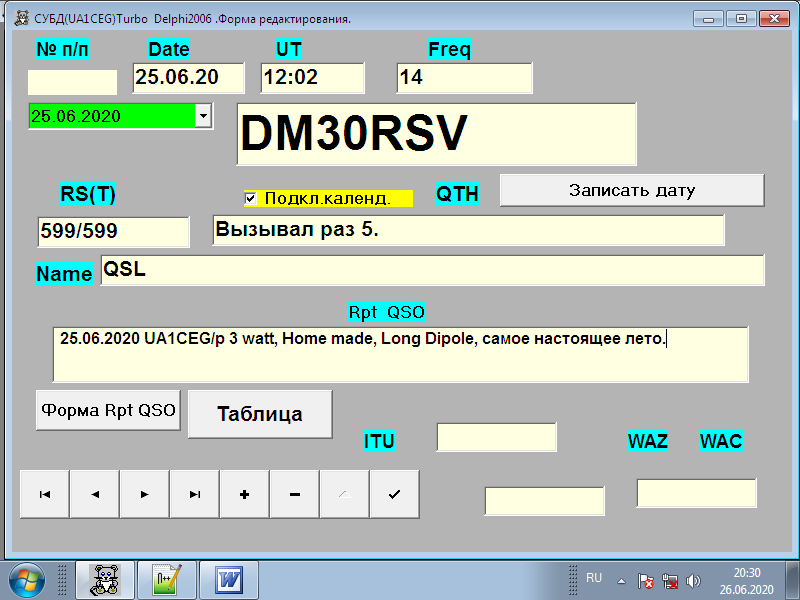 СУБД(UA1CEG)Turbo Delphi2006 .Форма редактирования.
№ п/п Date UT Freq
25.06.20 12:02 14
25.06.2020
DM30RSV
RS(T) Подкл.календ. QTH Записать дату
599/599 Вызывал раз 5.
Name QSL
Rpt QSO
25.06.2020 UA1CEG/p 3 watt, Home made, Long Dipole, самое настоящее лето.
Форма Rpt QSO Таблица
ITU WAZ WAC
RU 20:30
26.06.2020